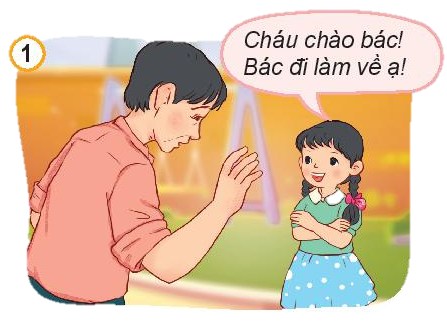 1
Cháu chào bác!
Bác đi làm về ạ!